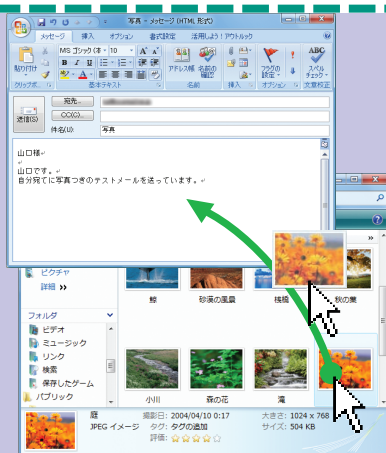 写真 - メッセージ (HTML 形式)
メッセージ 挿入 オプション 書式設定 活用しよう!アウトルック
貼り付け
MS ゴシック (本 10
B I U
クリップボ...
基本テキスト
アドレス帳 名前の確認
名前
挿入
フラグの設定
オプション
ABC
スペルチェック
文章校正
送信(S)
宛先...
CC(C)...
件名(U): 写真
山口様
山口です。
自分宛てに写真つきのテストメールを送っています。
ピクチャ
詳細 »
フォルダ
ビデオ
ミュージック
リンク
検索
保存したゲーム
パブリック
鯨 砂漠の風景 桟橋 秋の葉
小川 森の花 滝
庭 撮影日: 2004/04/10 0:17 大きさ: 1024 x 768
JPEG イメージ タグ: タグの追加 サイズ: 504 KB
評価: